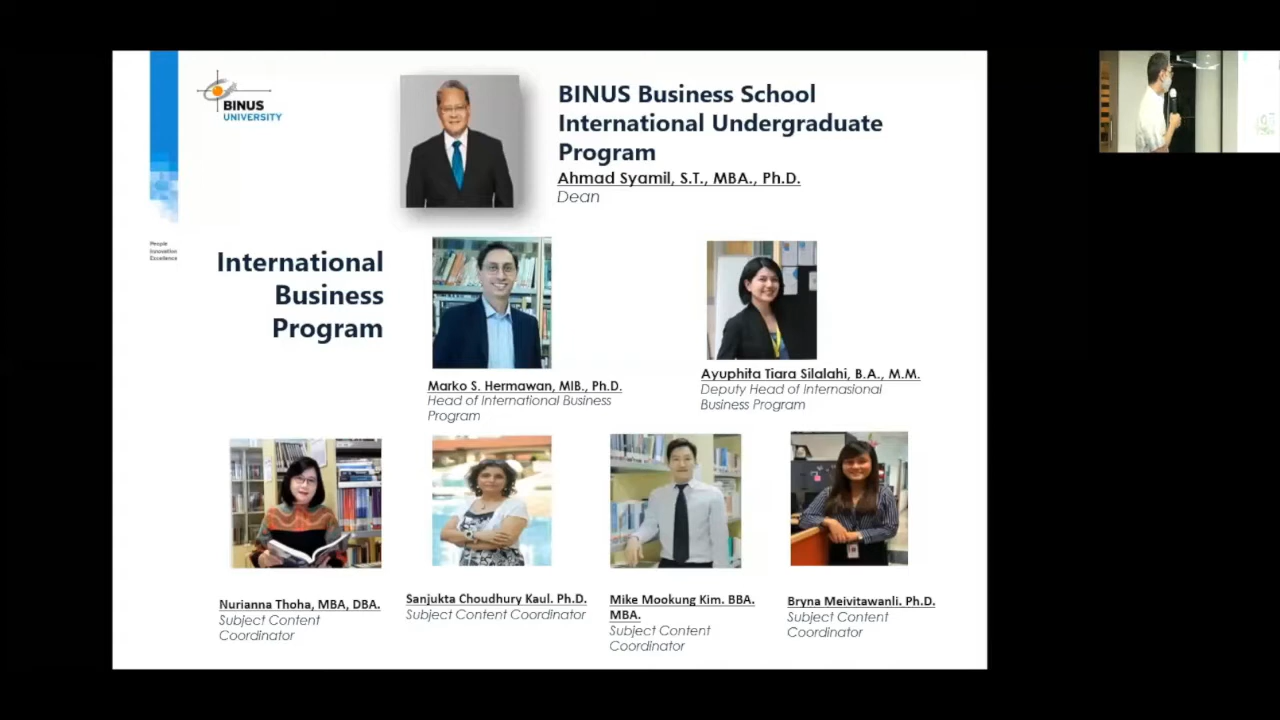 BINUS
UNIVERSITY
BINUS Business School
International Undergraduate
Program
Ahmad Syamil, S.T., MBA., Ph.D.
Dean
People
Innovation
Excellence
International
Business
Program
Marko S. Hermawan, MIB., Ph.D.
Head of International Business
Program
Ayuphita Tiara Silalahi, B.A., M.M.
Deputy Head of Internasional
Business Program
Nurianna Thoha, MBA, DBA.
Subject Content
Coordinator
Sanjukta Choudhury Kaul. Ph.D.
Subject Content Coordinator
Mike Mookung Kim. BBA.
MBA.
Subject Content
Coordinator
Bryna Meivitawanli. Ph.D.
Subject Content
Coordinator